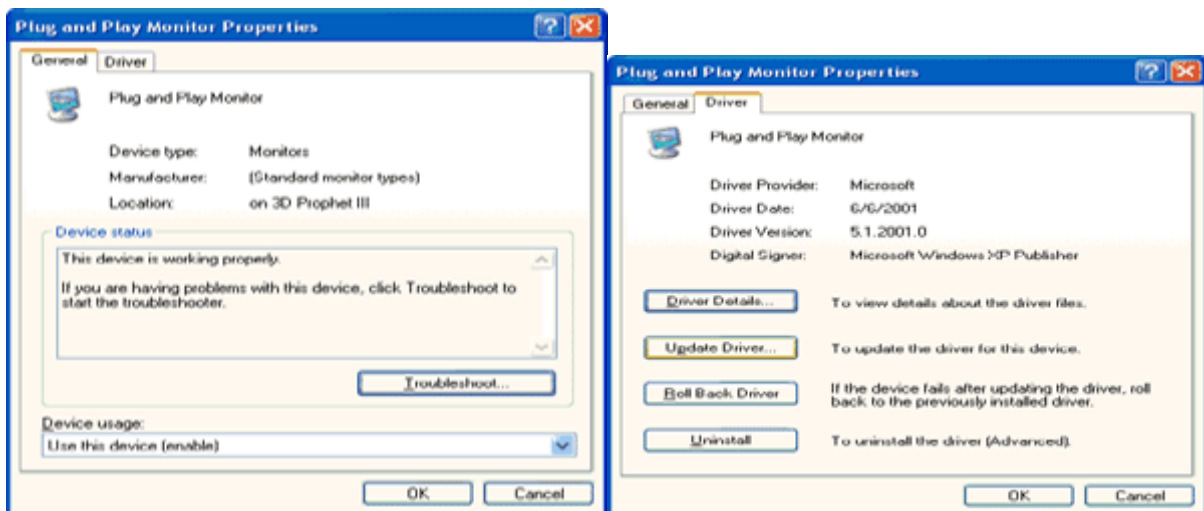 Plug and Play Monitor Properties
General Driver
Plug and Play Monitor
Device type: Monitors
Manufacturer: (Standard monitor types)
Location: on 3D Prophet III
Device status
This device is working properly.
If you are having problems with this device, click Troubleshoot to
start the troubleshooter.
Troubleshoot...
Device usage:
Use this device (enable)
OK Cancel
Plug and Play Monitor Properties
General Driver
Plug and Play Monitor
Driver Provider: Microsoft
Driver Date: 6/6/2001
Driver Version: 5.1.2001.0
Digital Signer: Microsoft Windows XP Publisher
Driver Details... To view details about the driver files.
Update Driver... To update the driver for this device.
Roll Back Driver If the device fails after updating the driver, roll
back to the previously installed driver.
Uninstall To uninstall the driver (Advanced).
OK Cancel